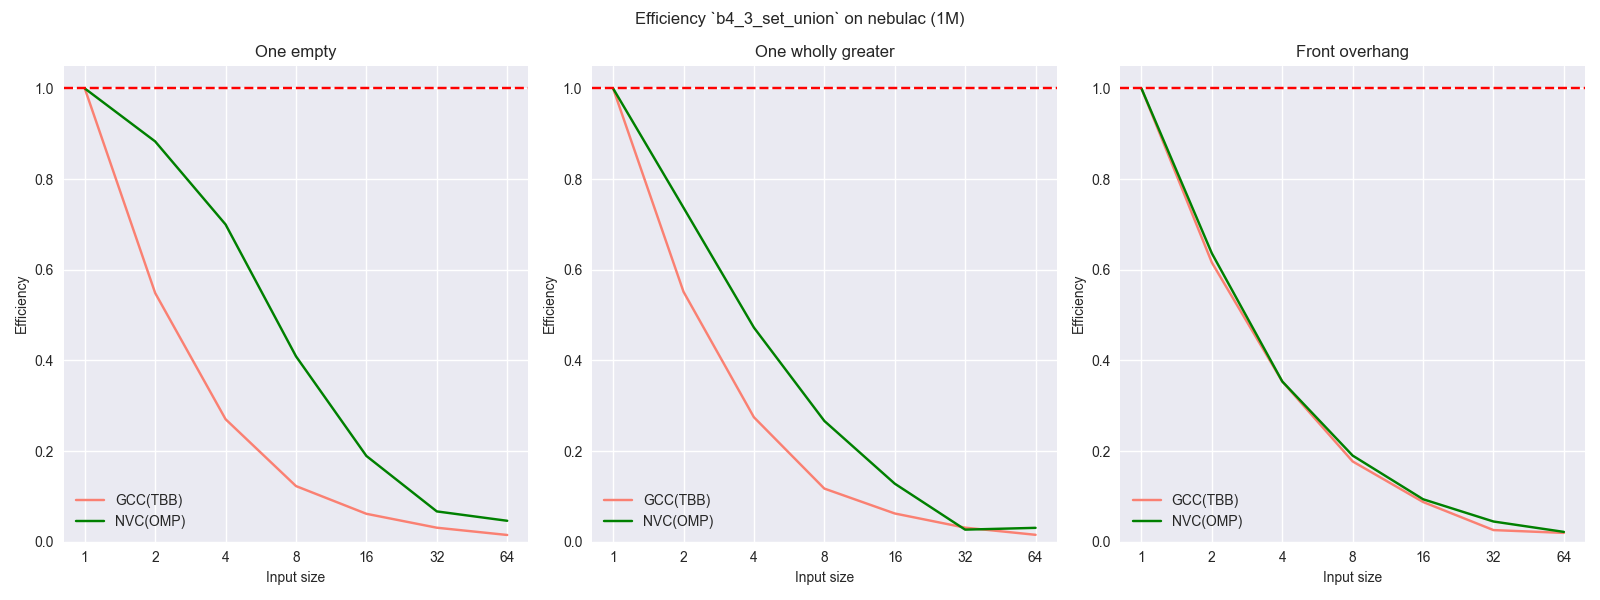 Efficiency `b4_3_set_union` on nebulac (1M)
One empty
1.0
0.8
0.6
0.4
0.2
0.0
Efficiency
GCC(TBB)
NVC(OMP)
1 2 4 8 16 32 64
Input size
One wholly greater
1.0
0.8
0.6
0.4
0.2
0.0
Efficiency
GCC(TBB)
NVC(OMP)
1 2 4 8 16 32 64
Input size
Front overhang
1.0
0.8
0.6
0.4
0.2
0.0
Efficiency
GCC(TBB)
NVC(OMP)
1 2 4 8 16 32 64
Input size